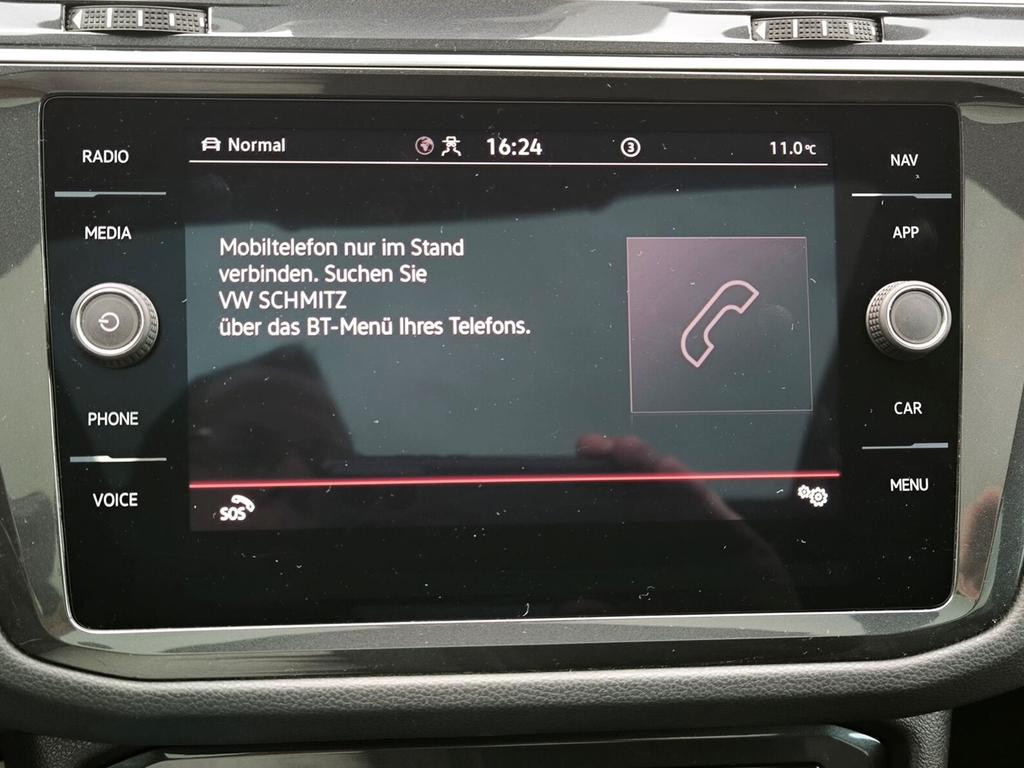 RADIO
MEDIA
PHONE
VOICE
Normal
16:24
3
11.0 °C
Mobiltelefon nur im Stand
verbinden. Suchen Sie
VW SCHMITZ
über das BT-Menü Ihres Telefons.
SOS
NAV
APP
CAR
MENU